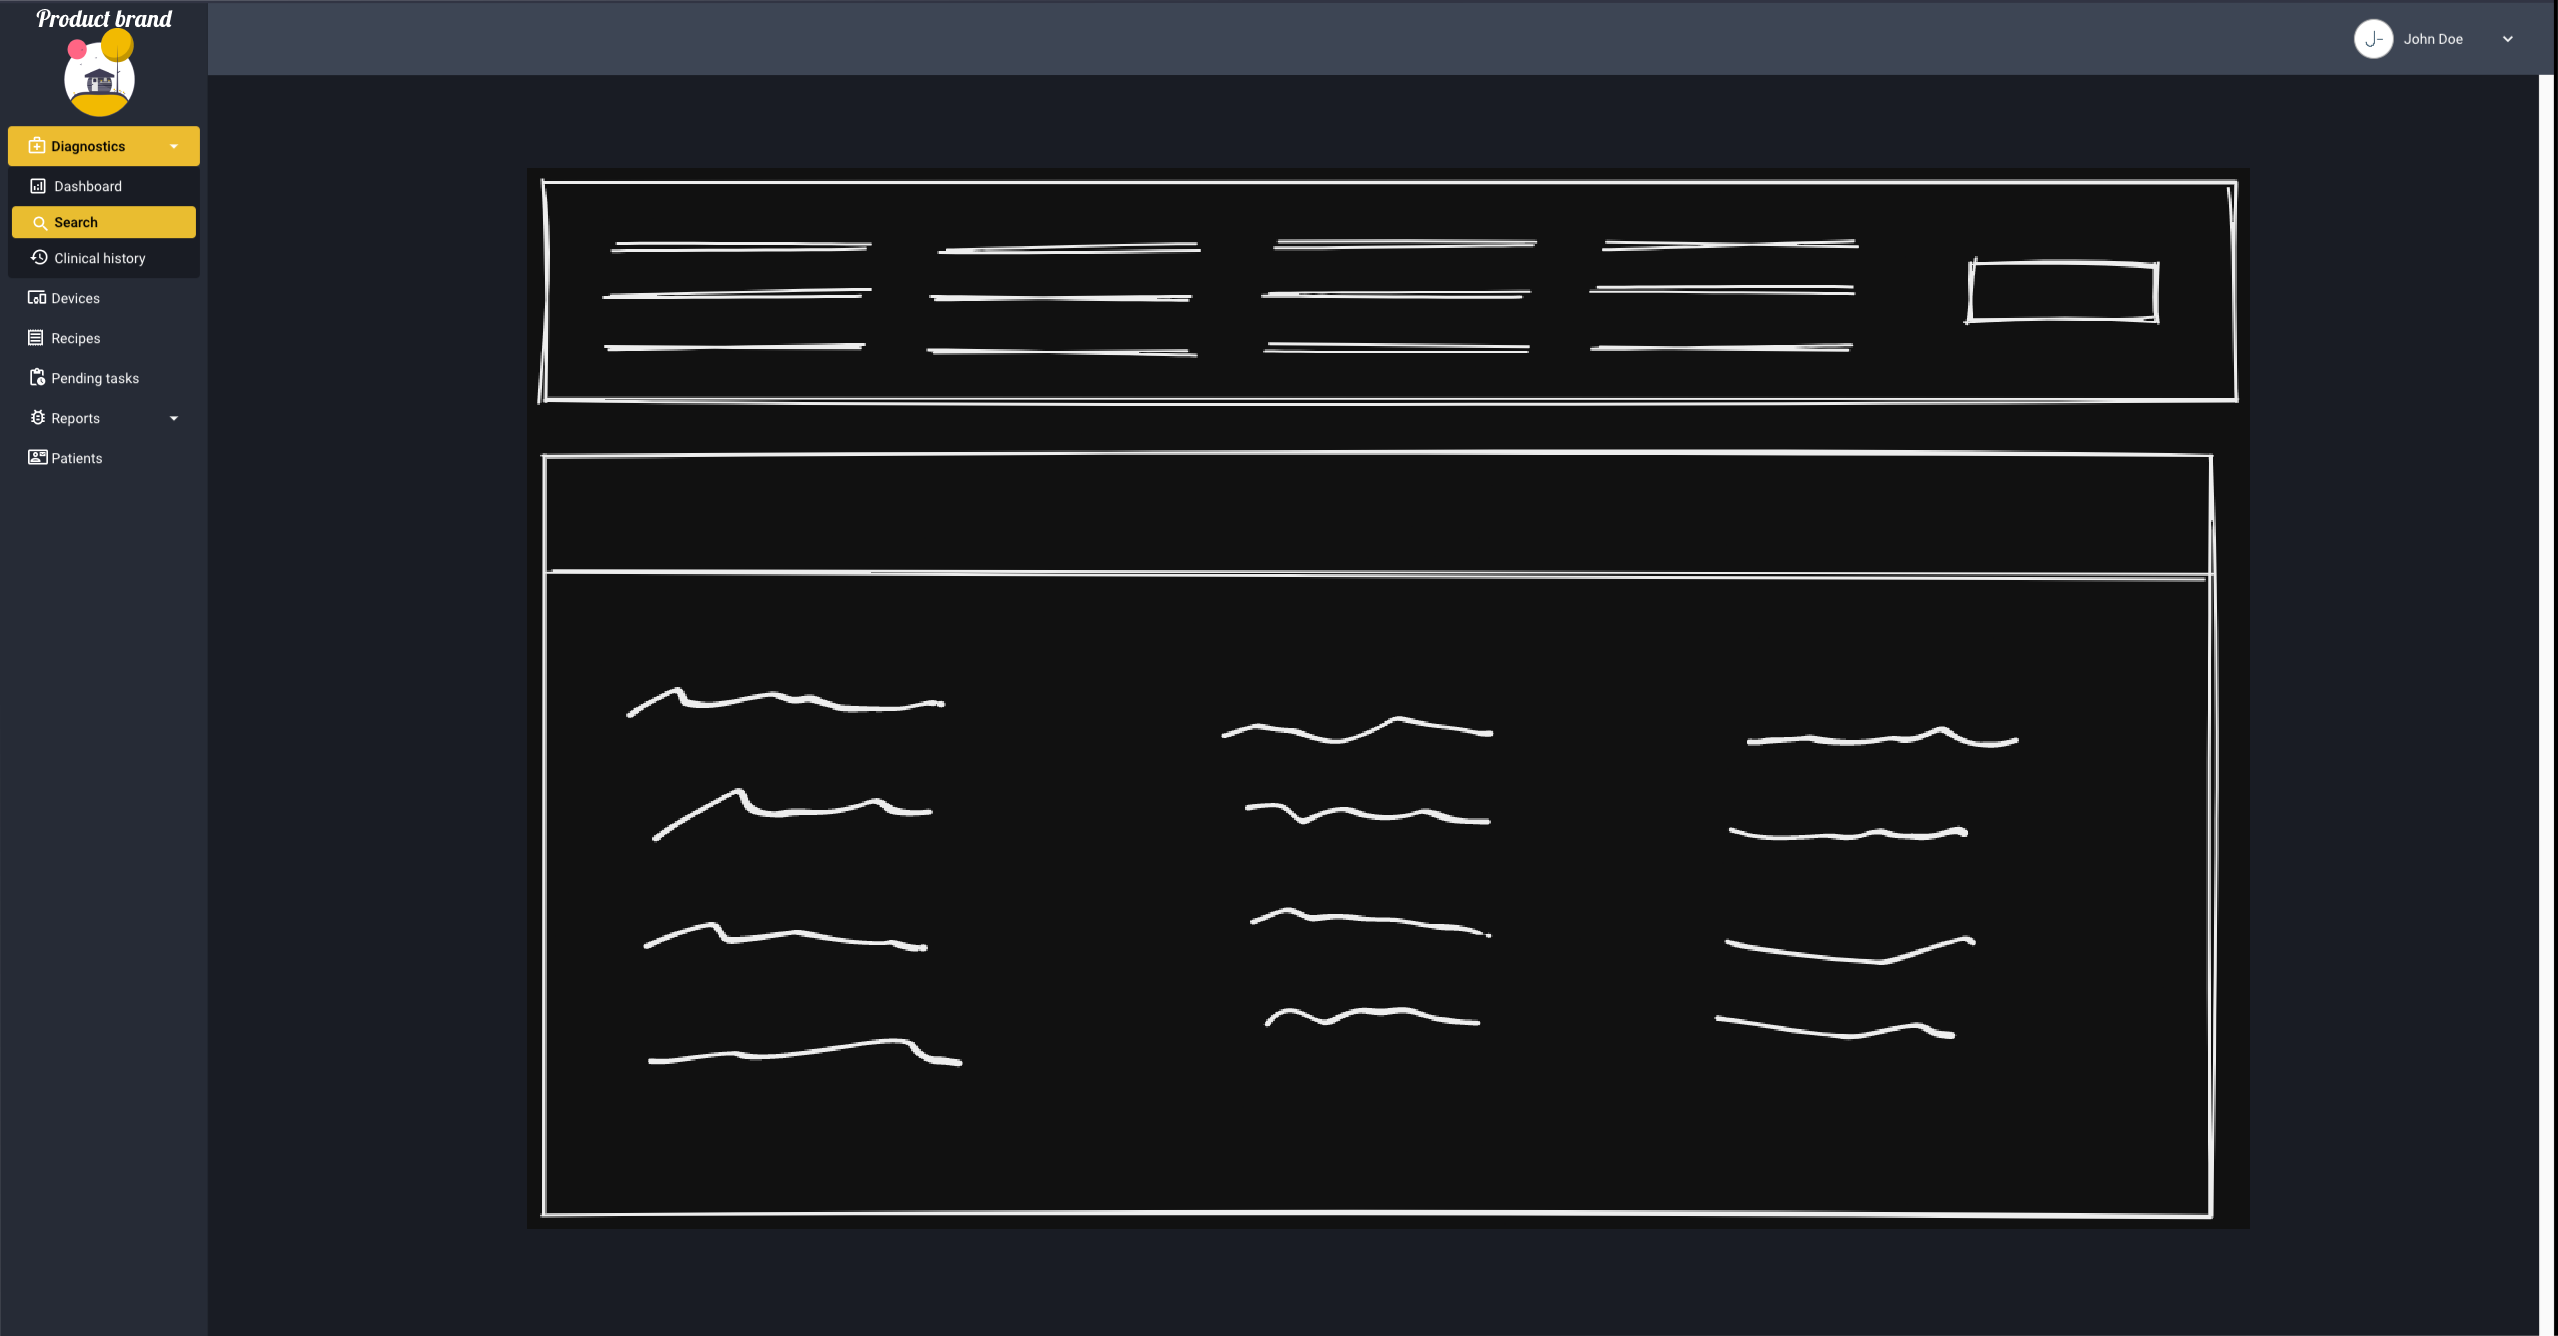 Product brand
J-
John Doe
Diagnostics
Dashboard
Search
Clinical history
Devices
Recipes
Pending tasks
Reports
Patients